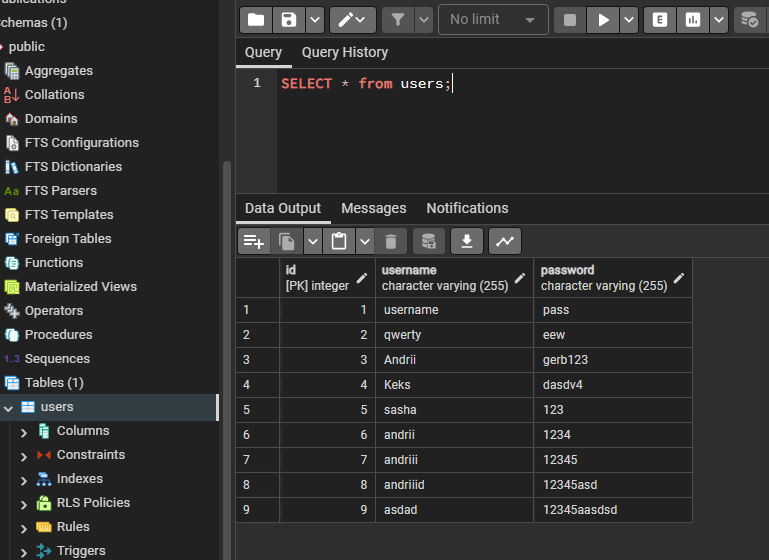 ublications
chemas (1)
public
Aggregates
Collations
Domains
FTS Configurations
FTS Dictionaries
Aa FTS Parsers
FTS Templates
Foreign Tables
Functions
Materialized Views
Operators
Procedures
1..3 Sequences
Tables (1)
users
Columns
Constraints
Indexes
RLS Policies
Rules
Triggers
No limit
E
Query Query History
1 SELECT * from users;
Data Output Messages Notifications
id username password
[PK] integer character varying (255) character varying (255)
1 1 username pass
2 2 qwerty eew
3 3 Andrii gerb123
4 4 Keks dasdv4
5 5 sasha 123
6 6 andrii 1234
7 7 andriii 12345
8 8 andriiid 12345asd
9 9 asdad 12345aasdsd